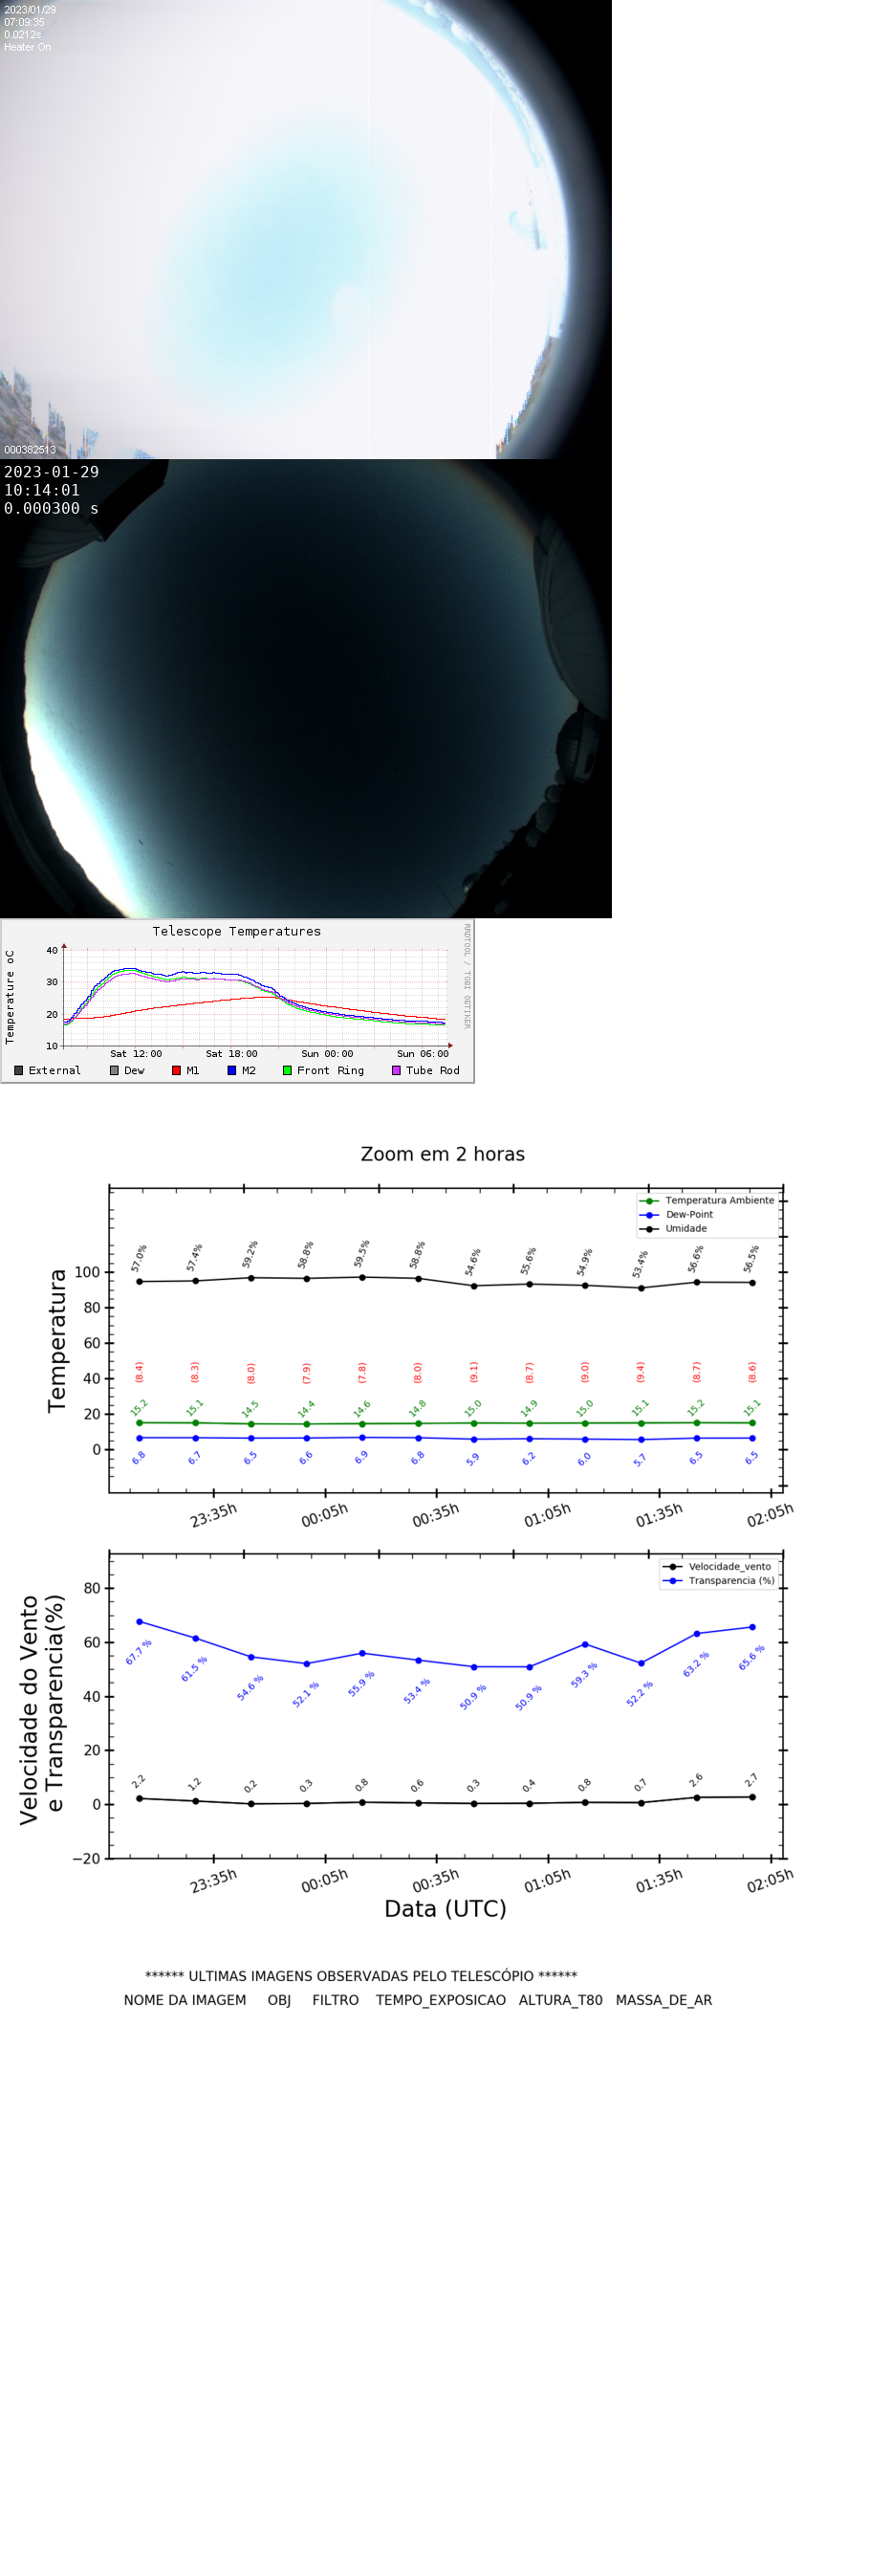 2023/01/29
07:09:35
0.0212s
Heater On
000382513
2023-01-29
10:14:01
0.000300 s
Telescope Temperatures
Temperature oC
RRDTOOL / TOBI OETIKER
40
30
20
10
Sat 12:00 Sat 18:00 Sun 00:00 Sun 06:00
External Dew M1 M2 Front Ring Tube Rod
Zoom em 2 horas
Temperatura Ambiente
Dew-Point
Umidade
Temperatura
100
80
60
40
20
0
57.0% 57.4% 59.2% 58.8% 59.5% 58.8% 54.6% 55.6% 54.9% 53.4% 56.6% 56.5%
(8.4) (8.3) (8.0) (7.9) (7.8) (8.0) (9.1) (8.7) (9.0) (9.4) (8.7) (8.6)
15.2 15.1 14.5 14.4 14.6 14.8 15.0 14.9 15.0 15.1 15.2 15.1
6.8 6.7 6.5 6.6 6.9 6.8 5.9 6.2 6.0 5.7 6.5 6.5
23:35h 00:05h 00:35h 01:05h 01:35h 02:05h
Velocidade_vento
Transparencia (%)
Velocidade do Vento
e Transparencia(%)
80
60
40
20
0
−20
67.7 % 61.5 % 54.6 % 52.1 % 55.9 % 53.4 % 50.9 % 50.9 % 59.3 % 52.2 % 63.2 % 65.6 %
2.2 1.2 0.2 0.3 0.8 0.6 0.3 0.4 0.8 0.7 2.6 2.7
23:35h 00:05h 00:35h 01:05h 01:35h 02:05h
Data (UTC)
****** ULTIMAS IMAGENS OBSERVADAS PELO TELESCÓPIO ******
NOME DA IMAGEM OBJ FILTRO TEMPO_EXPOSICAO ALTURA_T80 MASSA_DE_AR